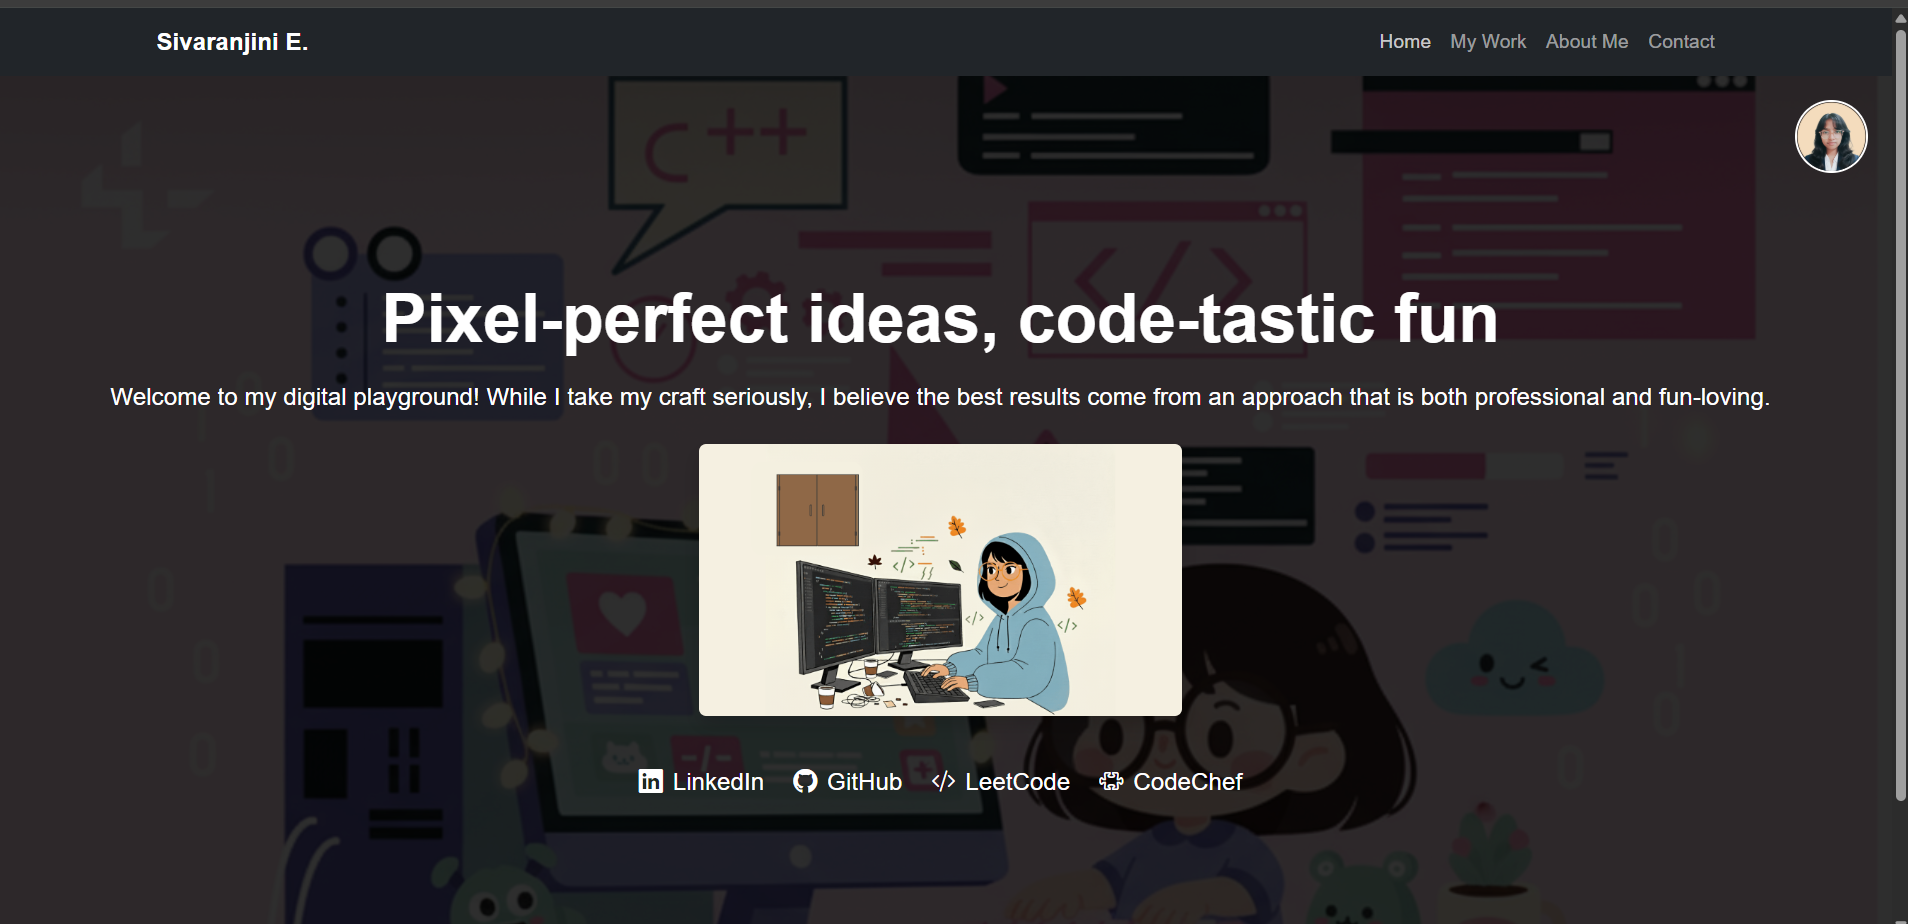 Sivaranjini E.
Home My Work About Me Contact
C++
</>
Pixel-perfect ideas, code-tastic fun
Welcome to my digital playground! While I take my craft seriously, I believe the best results come from an approach that is both professional and fun-loving.
</>
</>
</>
LinkedIn GitHub </> LeetCode CodeChef